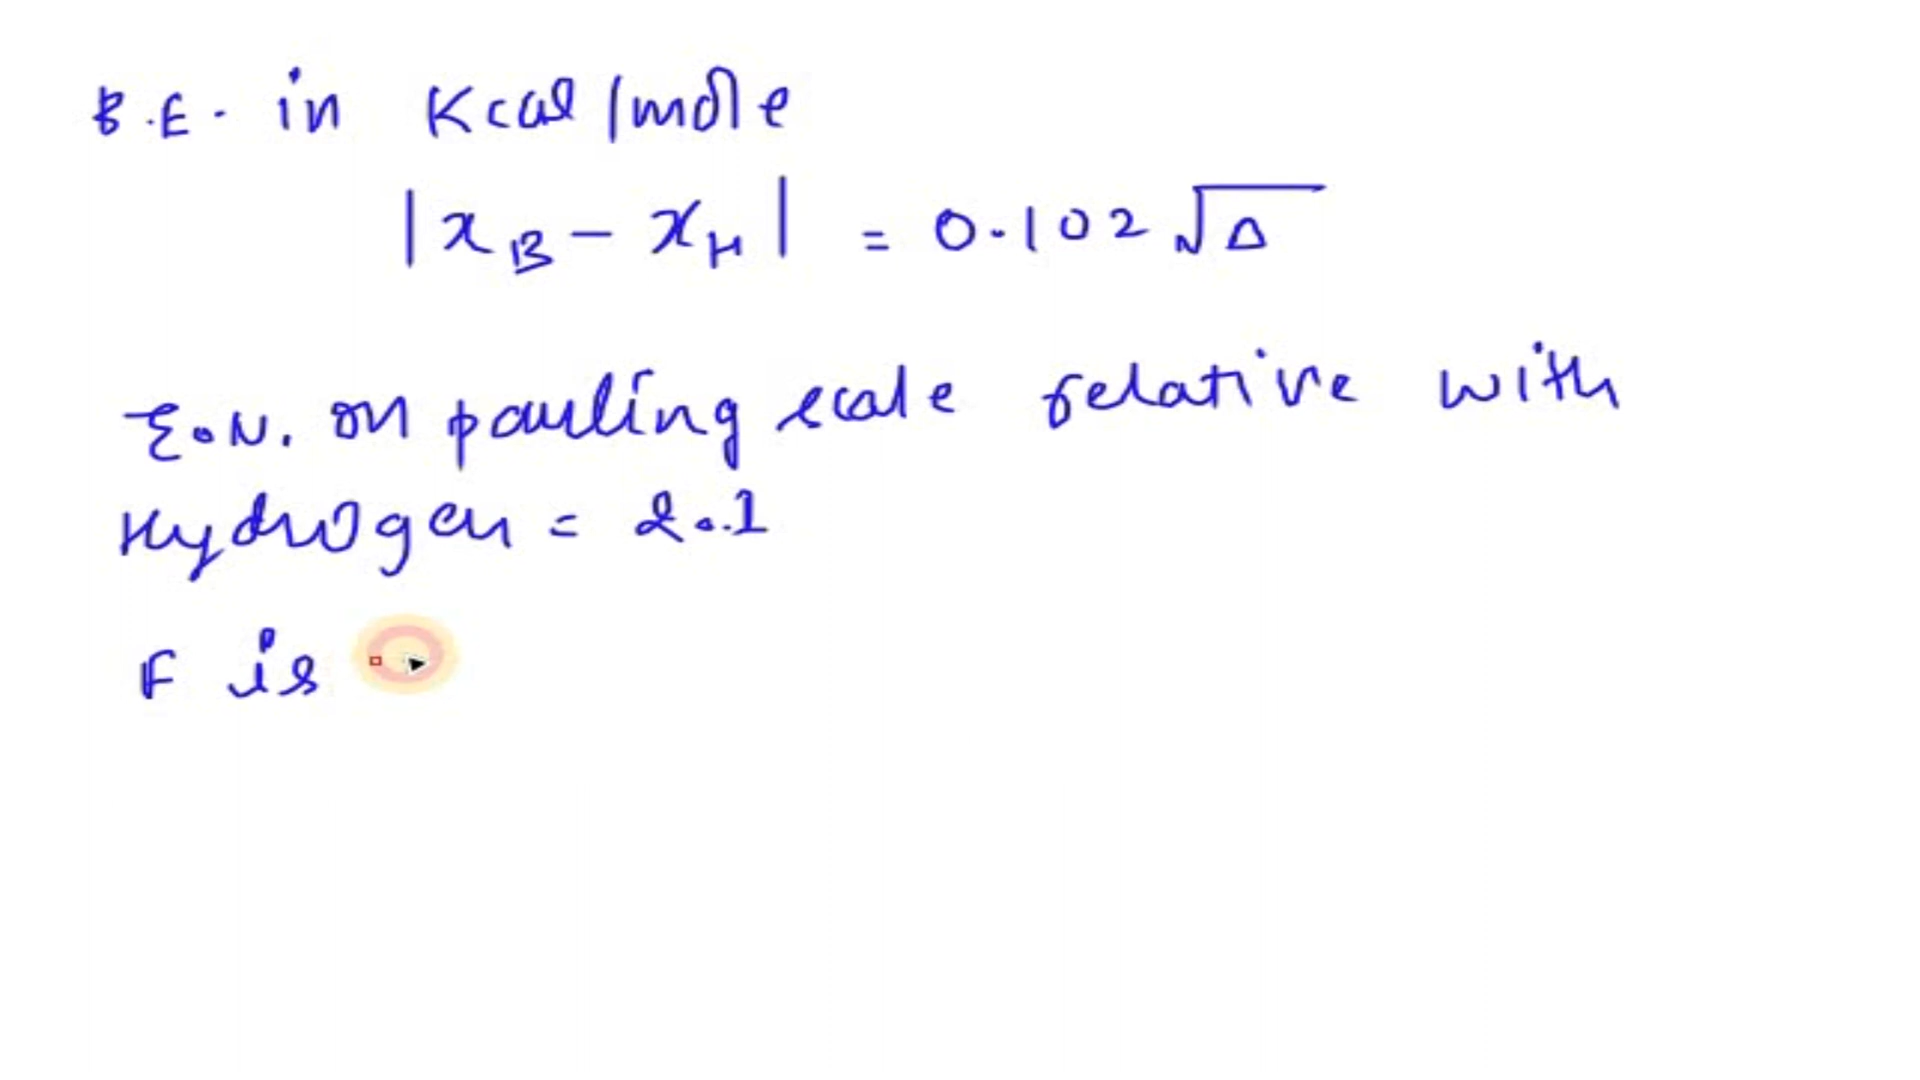 B.E. in Kcal/mole
|x_B - x_H| = 0.102 √Δ
E.N. on pauling scale relative with
Hydrogen = 2.1
F is